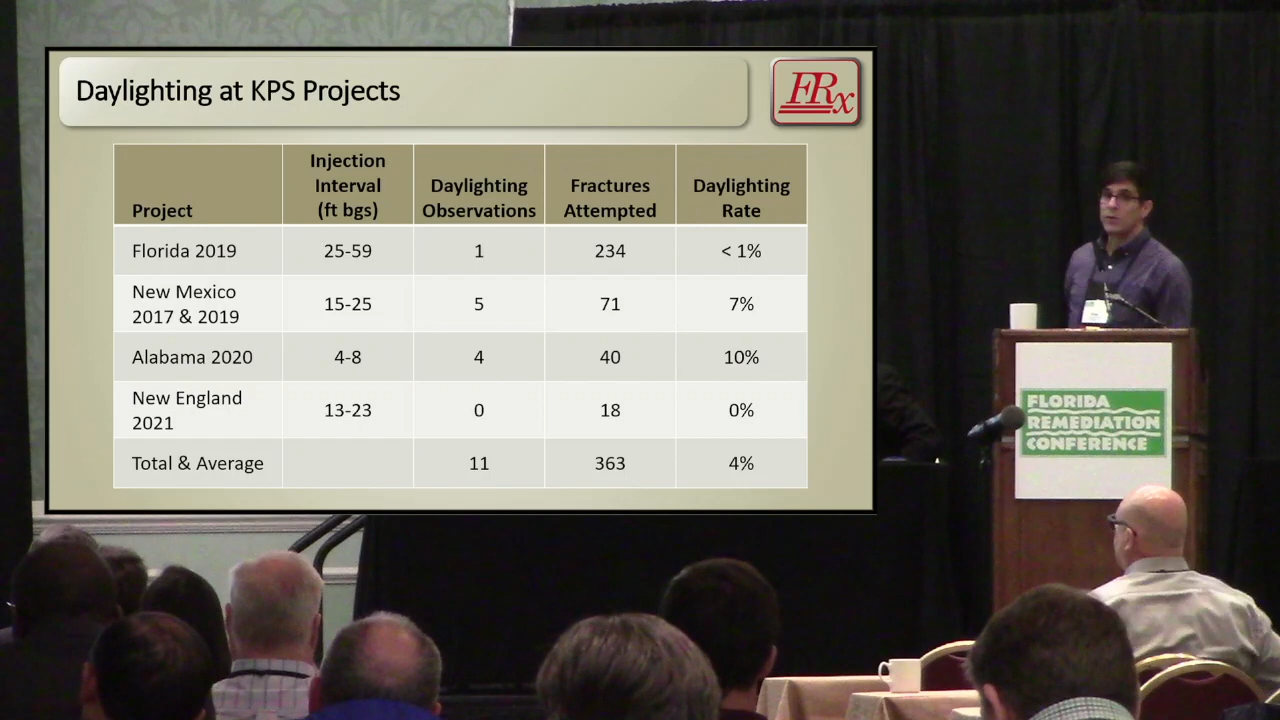 Daylighting at KPS Projects
FRx
Project
Injection
Interval
(ft bgs)
Daylighting
Observations
Fractures
Attempted
Daylighting
Rate
Florida 2019
25-59
1
234
< 1%
New Mexico
2017 & 2019
15-25
5
71
7%
Alabama 2020
4-8
4
40
10%
New England
2021
13-23
0
18
0%
Total & Average
11
363
4%
FLORIDA
REMEDIATION
CONFERENCE